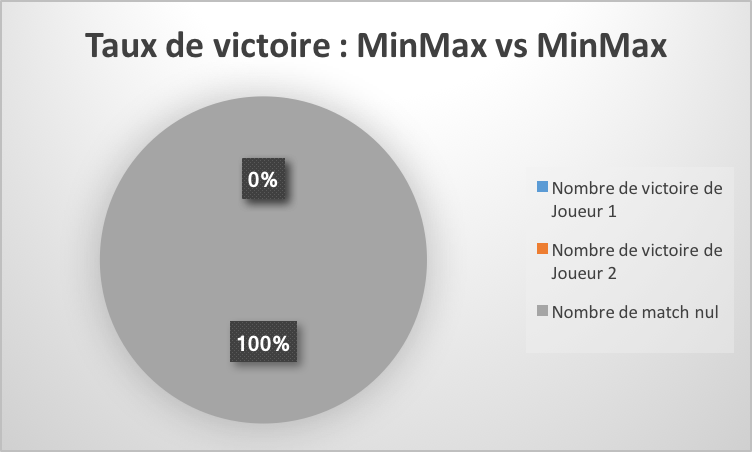 Taux de victoire : MinMax vs MinMax
0%
100%
Nombre de victoire de
Joueur 1
Nombre de victoire de
Joueur 2
Nombre de match nul